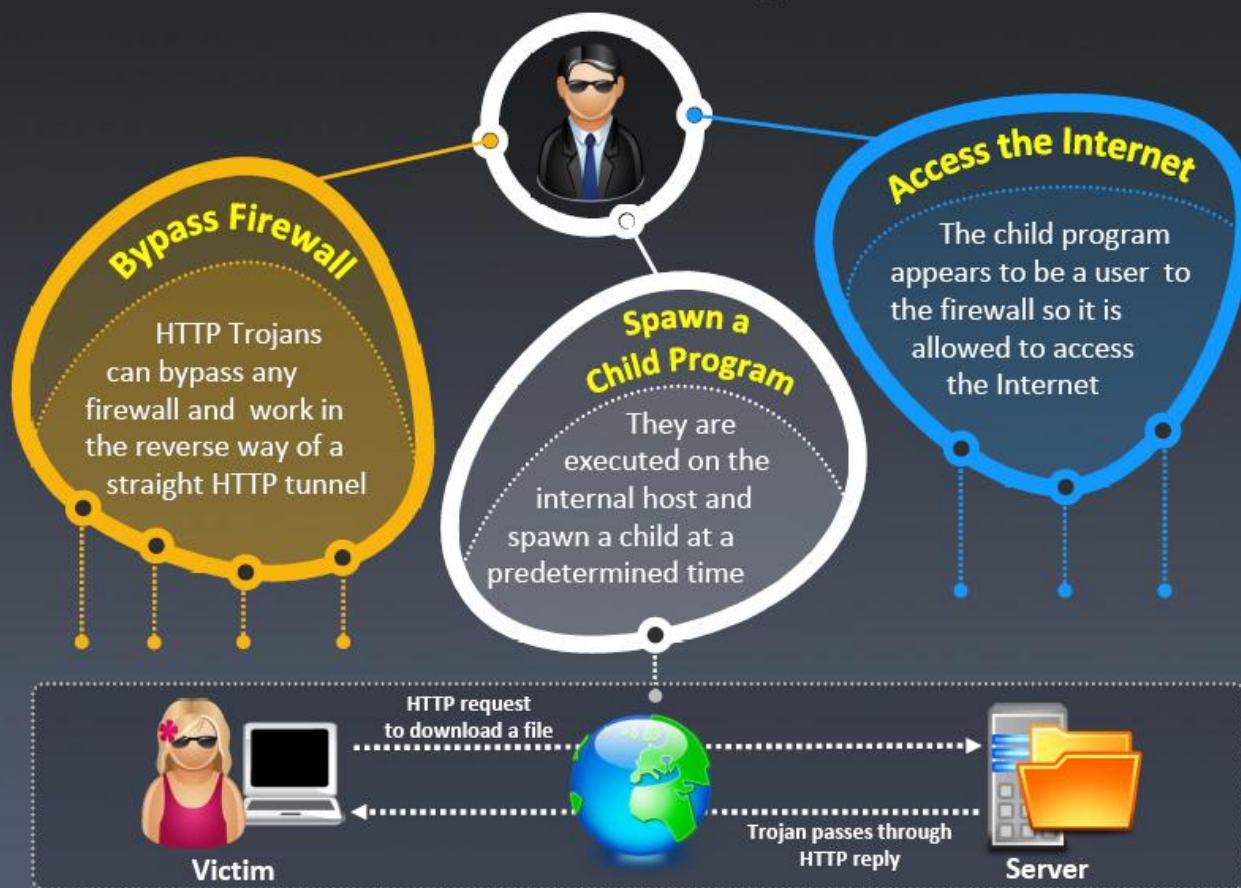 Bypass Firewall
HTTP Trojans
can bypass any
firewall and work in
the reverse way of a
straight HTTP tunnel
Spawn a
Child Program
They are
executed on the
internal host and
spawn a child at a
predetermined time
Access the Internet
The child program
appears to be a user to
the firewall so it is
allowed to access
the Internet
HTTP request
to download a file
Trojan passes through
HTTP reply
Victim
Server